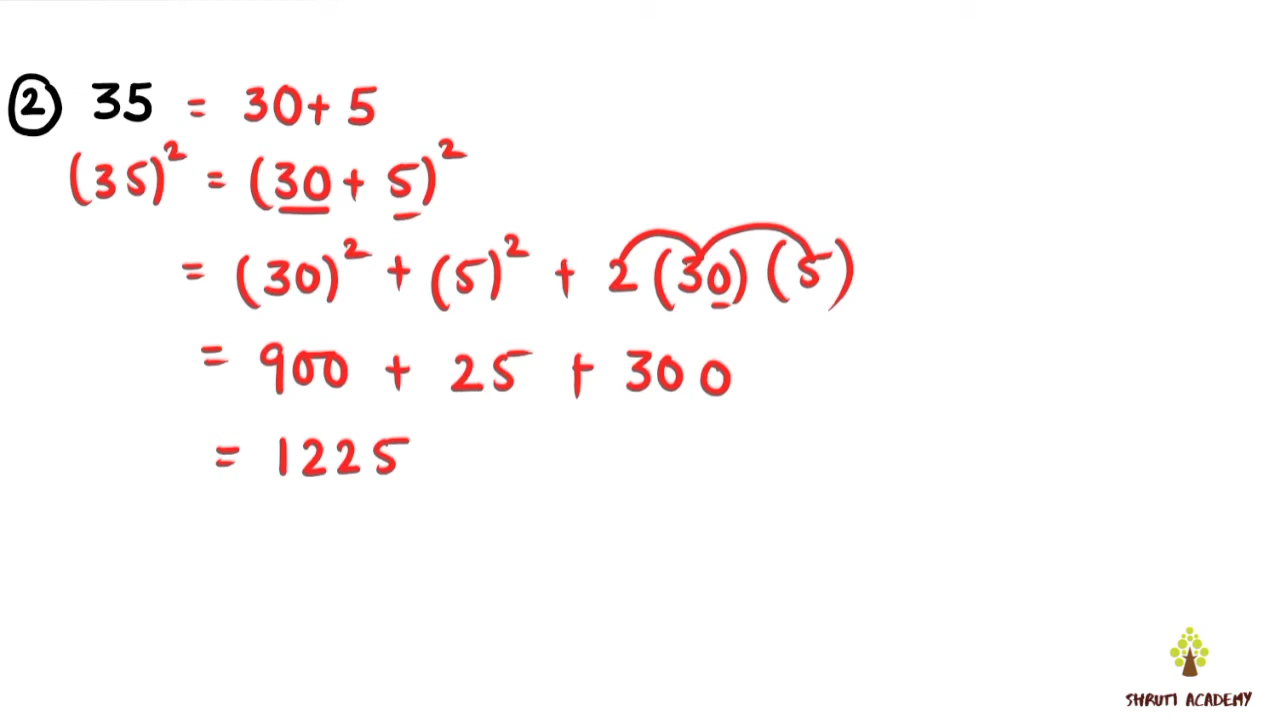 ② 35 = 30 + 5
(35)² = (30 + 5)²
= (30)² + (5)² + 2(30)(5)
= 900 + 25 + 300
= 1225
SHRUTI ACADEMY